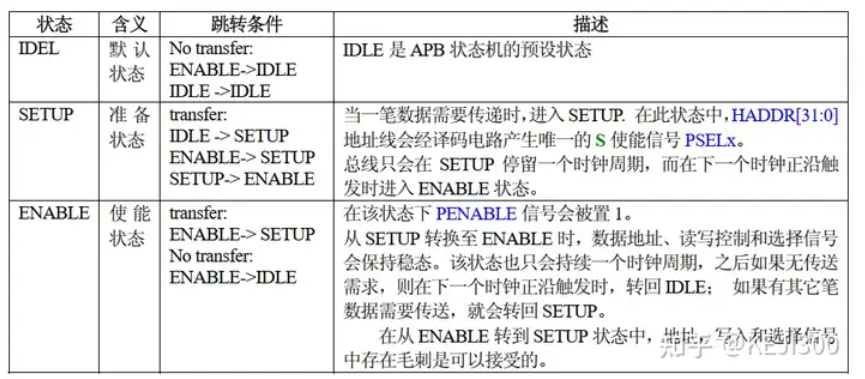 状态 含义 跳转条件 描述
IDEL 默认 No transfer: IDLE 是 APB 状态机的预设状态
状态 ENABLE->IDLE
IDLE ->IDLE
SETUP 准备 transfer: 当一笔数据需要传递时,进入 SETUP. 在此状态中,HADDR[31:0]
状态 IDLE -> SETUP 地址线会经译码电路产生唯一的 S 使能信号 PSELx。
ENABLE-> SETUP 总线只会在 SETUP 停留一个时钟周期,而在下一个时钟正沿触
SETUP-> ENABLE 发时进入 ENABLE 状态。
ENABLE 使能 transfer: 在该状态下 PENABLE 信号会被置 1。
状态 ENABLE-> SETUP 从 SETUP 转换至 ENABLE 时,数据地址、读写控制和选择信号
No transfer: 会保持稳态。该状态也只会持续一个时钟周期,之后如果无传送
ENABLE->IDLE 需求,则在下一个时钟正沿触发时,转回 IDLE; 如果有其它笔
数据需要传送,就会转回 SETUP。
在从 ENABLE 转到 SETUP 状态中,地址,写入和选择信号
中存在毛刺是可以接受的。
知乎 @KEJI300